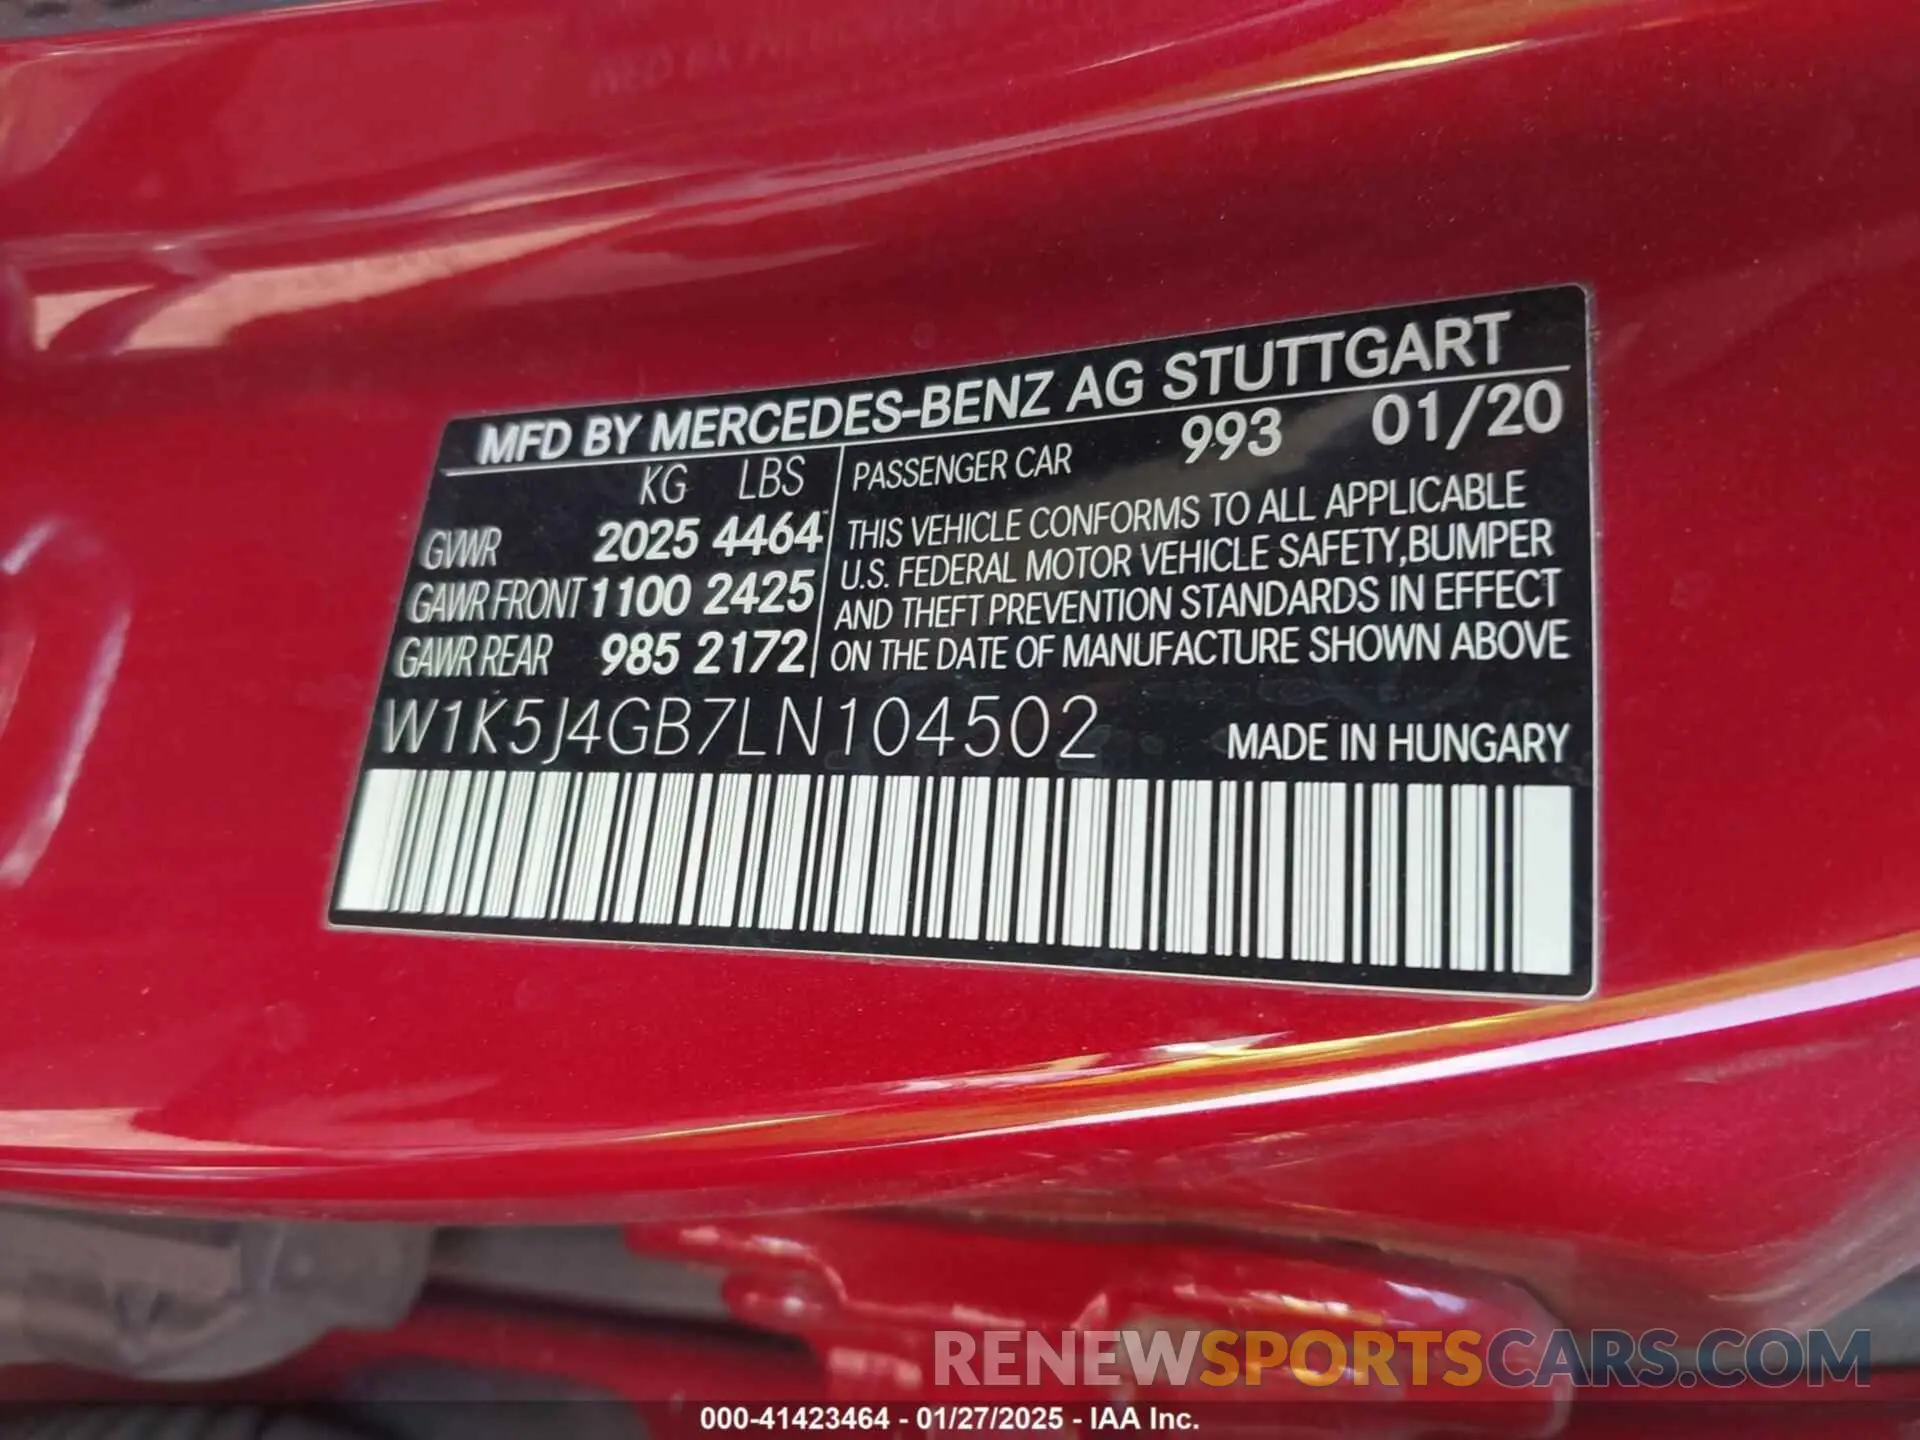 MFD BY MERCEDES-BENZ AG STUTTGART
KG LBS
PASSENGER CAR 993 01/20
GVWR 2025 4464
GAWR FRONT 1100 2425
GAWR REAR 985 2172
THIS VEHICLE CONFORMS TO ALL APPLICABLE
U.S. FEDERAL MOTOR VEHICLE SAFETY,BUMPER
AND THEFT PREVENTION STANDARDS IN EFFECT
ON THE DATE OF MANUFACTURE SHOWN ABOVE
W1K5J4GB7LN104502
MADE IN HUNGARY
RENEWSPORTSCARS.COM
000-41423464 - 01/27/2025 - IAA Inc.